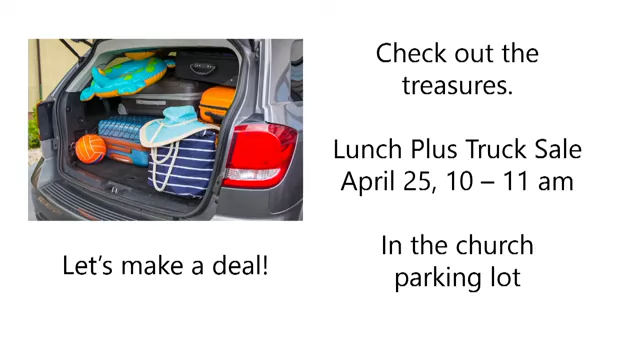 Check out the
treasures.
Lunch Plus Truck Sale
April 25, 10 – 11 am
In the church
parking lot
Let's make a deal!